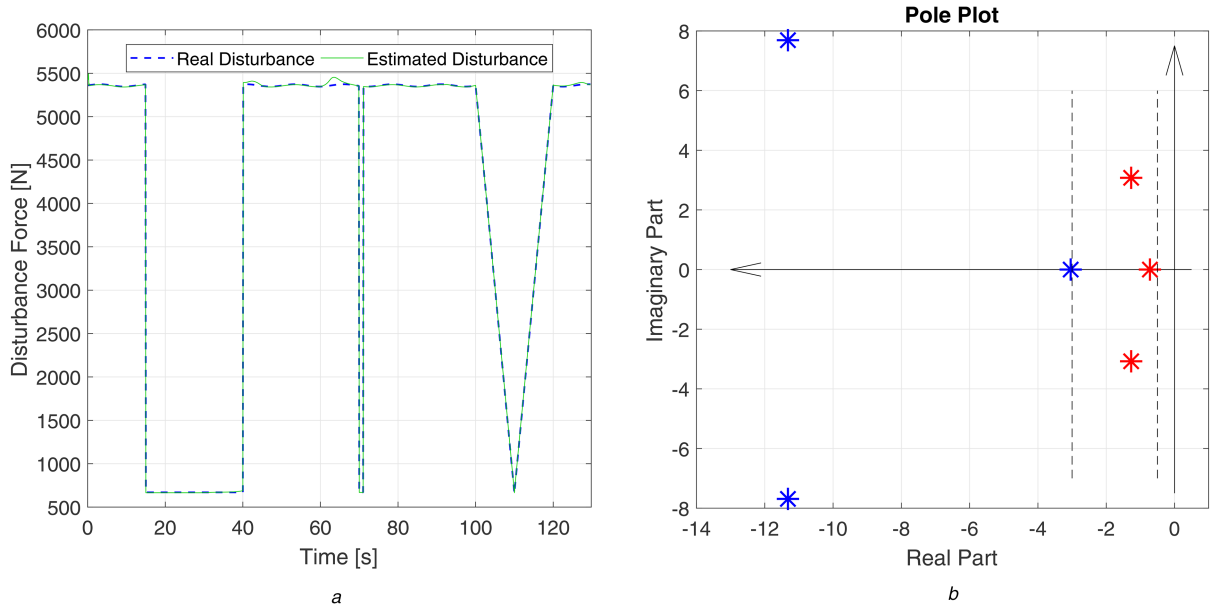 Real Disturbance
Estimated Disturbance
6000
5500
5000
4500
4000
3500
3000
2500
2000
1500
1000
500
Disturbance Force [N]
0 20 40 60 80 100 120
Time [s]
a
Pole Plot
8
6
4
2
0
-2
-4
-6
-8
Imaginary Part
-14 -12 -10 -8 -6 -4 -2 0
Real Part
b